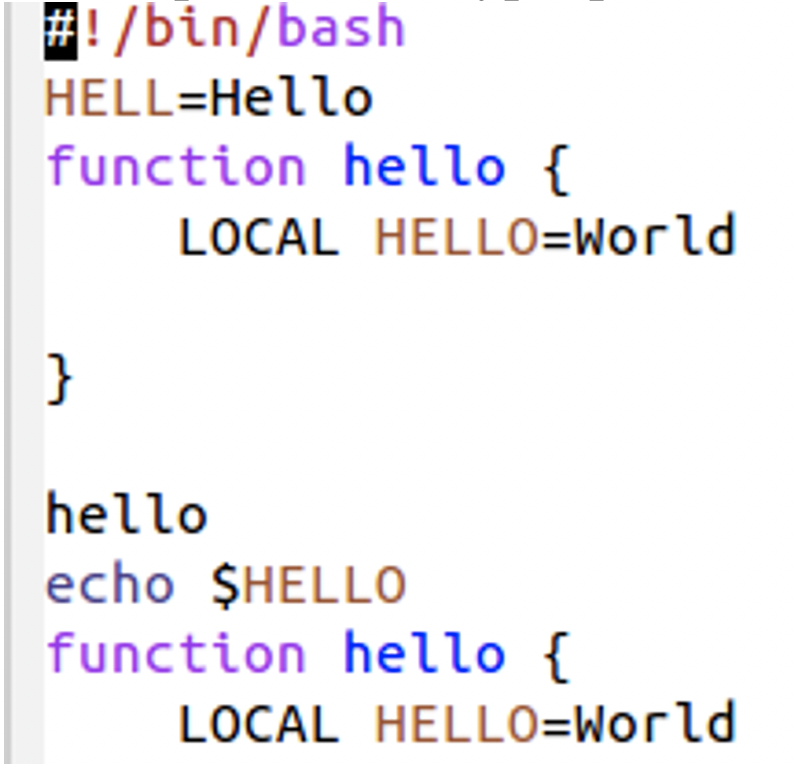 #!/bin/bash
HELL=Hello
function hello {
    LOCAL HELLO=World
}
hello
echo $HELLO
function hello {
    LOCAL HELLO=World